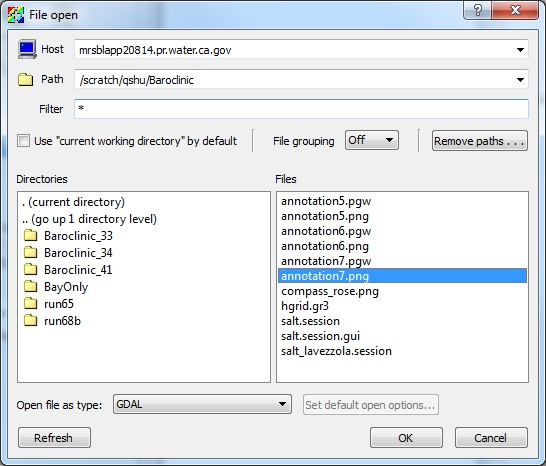 File open
?
Host mrsblapp20814.pr.water.ca.gov
Path /scratch/qshu/Baroclinic
Filter *
Use "current working directory" by default File grouping Off Remove paths . . .
Directories
. (current directory)
.. (go up 1 directory level)
Baroclinic_33
Baroclinic_34
Baroclinic_41
BayOnly
run65
run68b
Files
annotation5.pgw
annotation5.png
annotation6.pgw
annotation6.png
annotation7.pgw
annotation7.png
compass_rose.png
hgrid.gr3
salt.session
salt.session.gui
salt_lavezzola.session
Open file as type: GDAL Set default open options...
Refresh OK Cancel